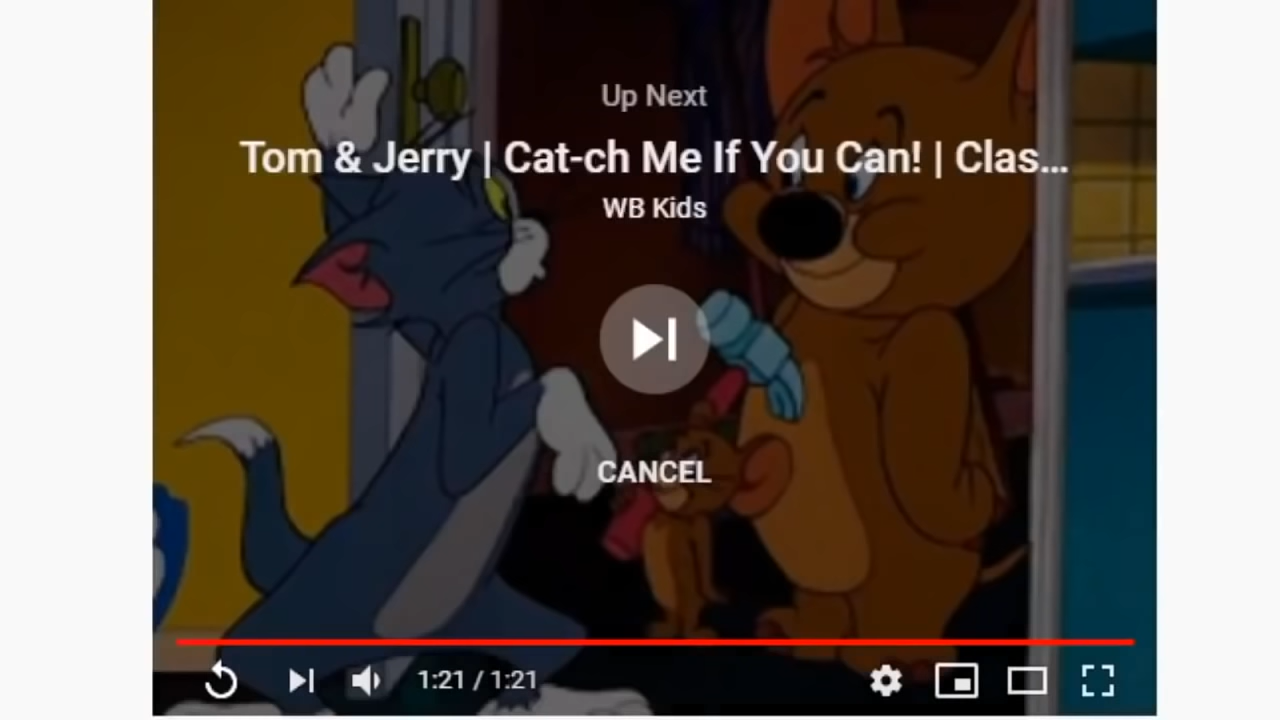 Up Next
Tom & Jerry | Cat-ch Me If You Can! | Clas...
WB Kids
CANCEL
1:21 / 1:21